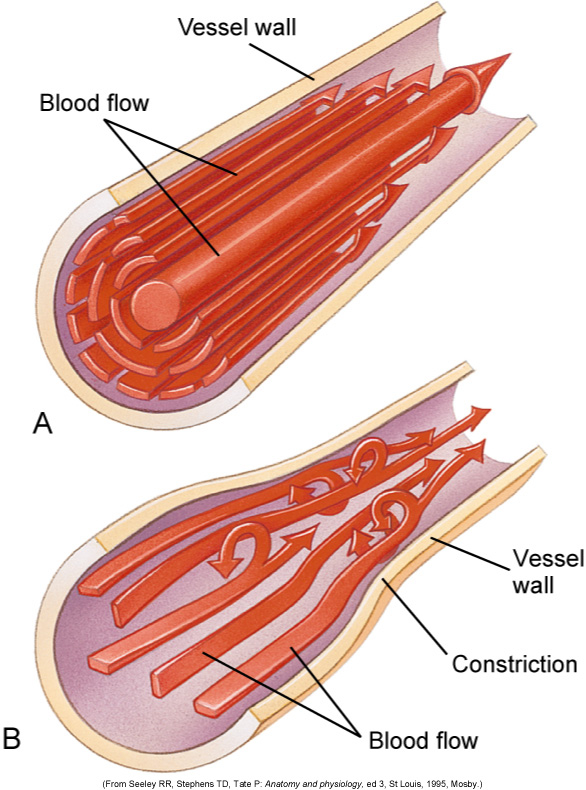 Vessel wall
Blood flow
A
Vessel
wall
Constriction
B
Blood flow
(From Seeley RR, Stephens TD, Tate P: Anatomy and physiology, ed 3, St Louis, 1995, Mosby.)